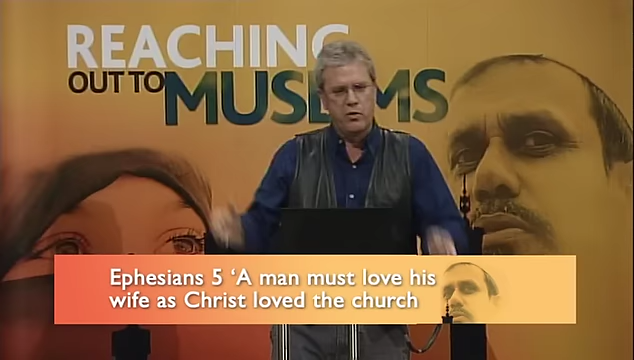 REACHING
OUT TO
MUSLIMS
Ephesians 5 ‘A man must love his
wife as Christ loved the church